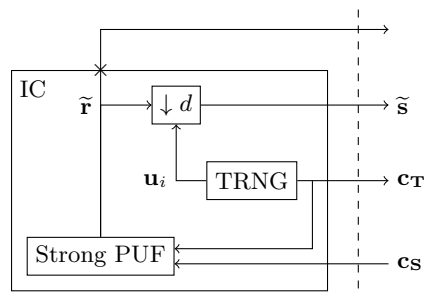 IC
r̃
↓ d
s̃
u_i
TRNG
c_T
Strong PUF
c_S